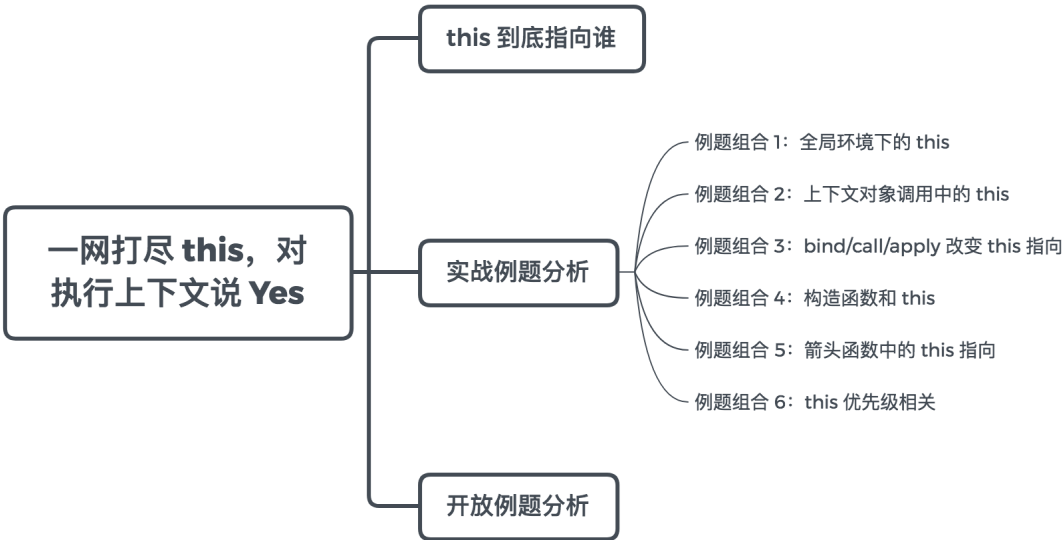 一网打尽 this，对
执行上下文说 Yes
this 到底指向谁
实战例题分析
例题组合 1：全局环境下的 this
例题组合 2：上下文对象调用中的 this
例题组合 3：bind/call/apply 改变 this 指向
例题组合 4：构造函数和 this
例题组合 5：箭头函数中的 this 指向
例题组合 6：this 优先级相关
开放例题分析